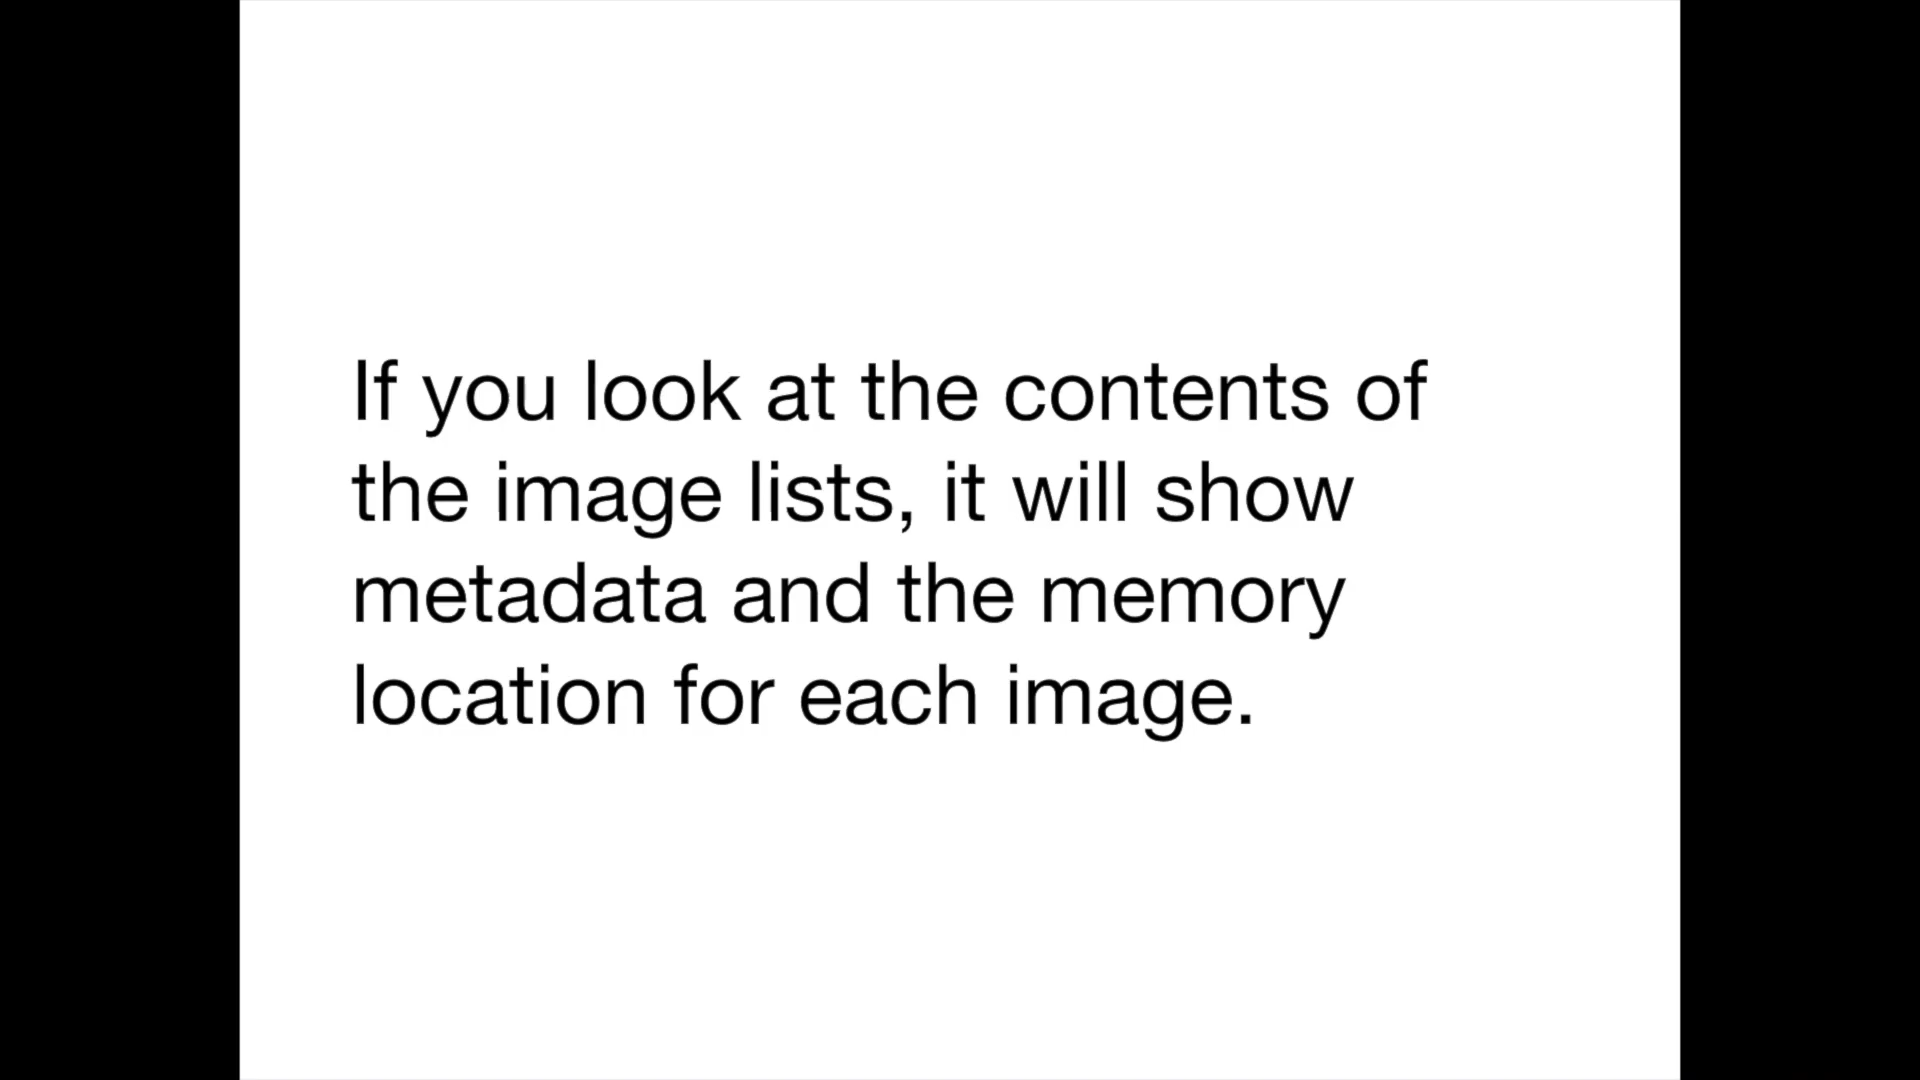 If you look at the contents of
the image lists, it will show
metadata and the memory
location for each image.